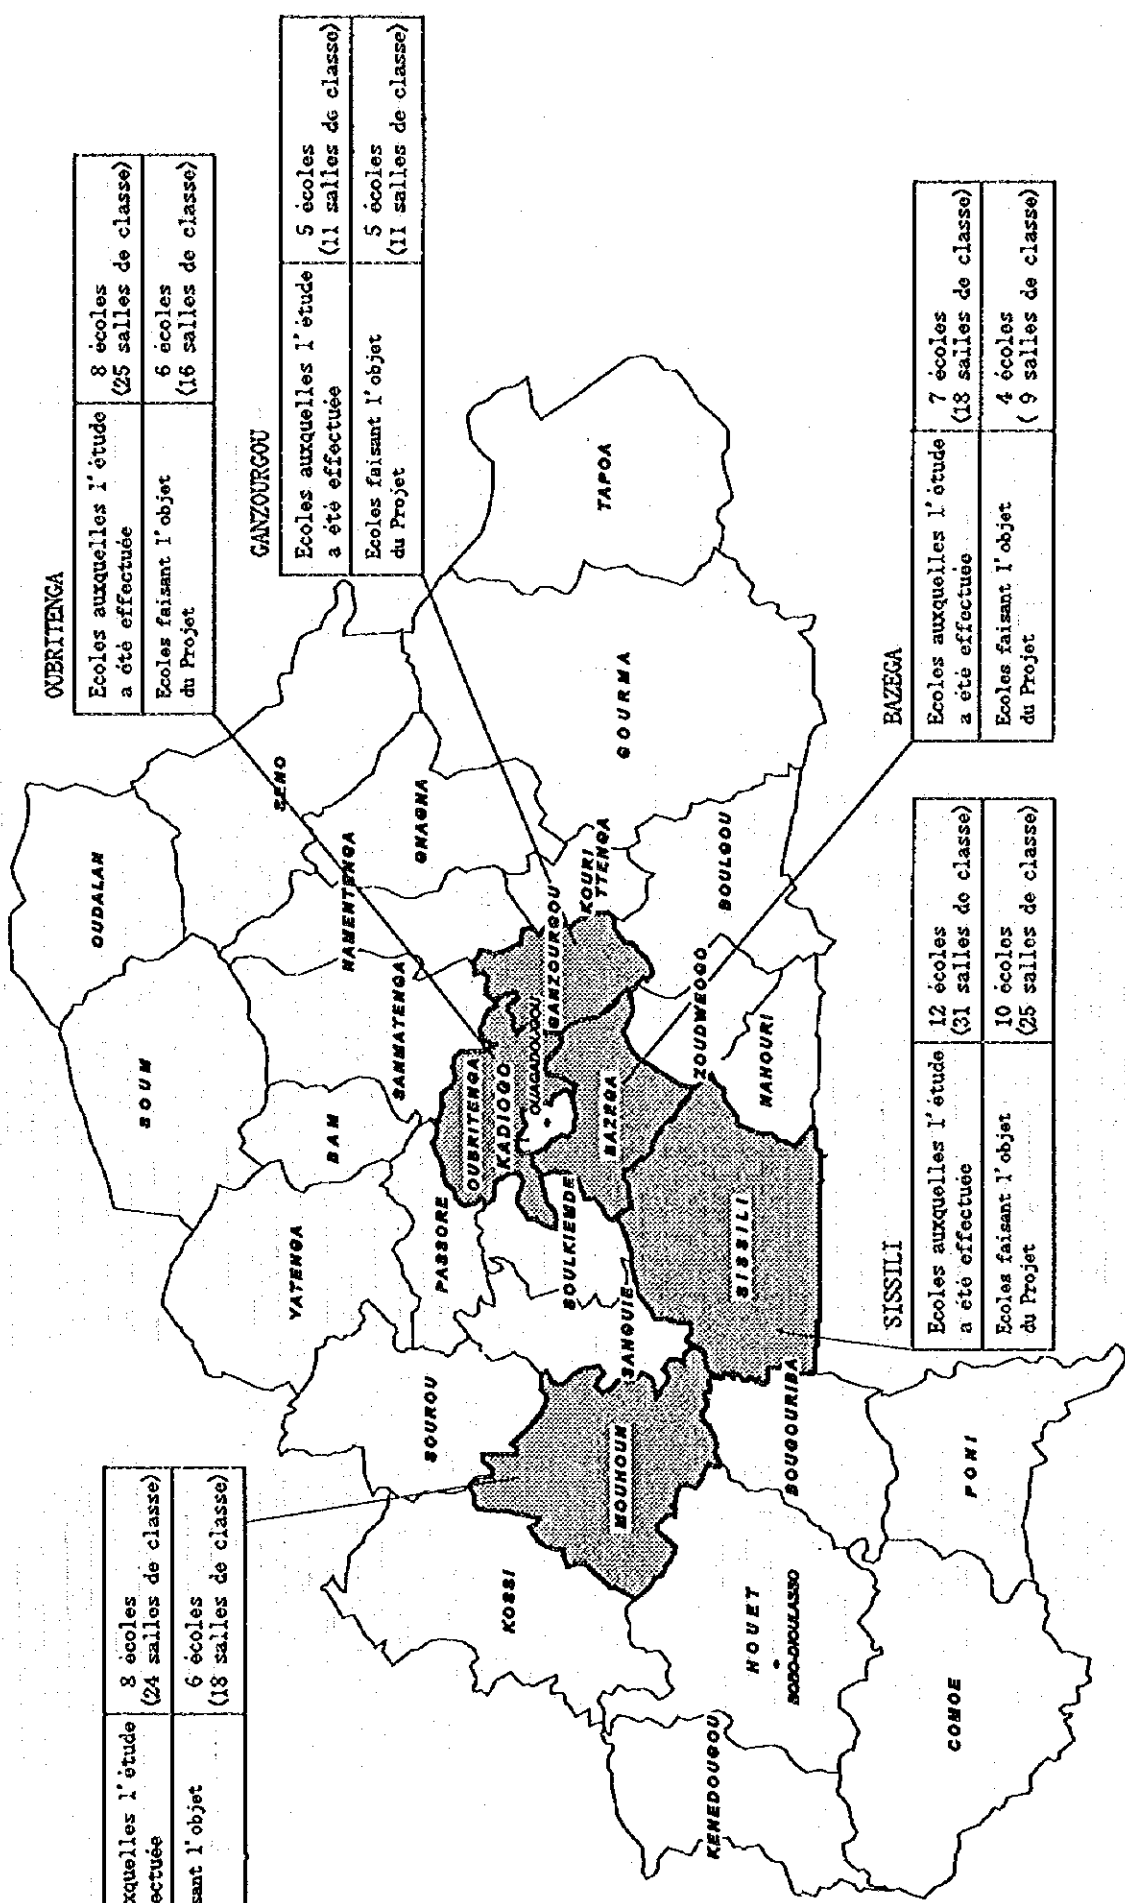 8 écoles
(24 salles de classe)
l'étude
6 écoles
(18 salles de classe)
l'objet
OUBRITENGA
Ecoles auxquelles l'étude
a été effectuée
8 écoles
(25 salles de classe)
Ecoles faisant l'objet
du Projet
6 écoles
(16 salles de classe)
GANZOURGOU
Ecoles auxquelles l'étude
a été effectuée
5 écoles
(11 salles de classe)
Ecoles faisant l'objet
du Projet
5 écoles
(11 salles de classe)
OUDALAN
SOUM
SENO
YATENGA
BAM
NAMENTENGA
SANMATENGA
GNAGNA
SOUROU
PASSORE
OUBRITENGA
KADIOGO
OUAGADOUGOU
GANZOURGOU
KOURI
TTENGA
GOURMA
TAPOA
KOSSI
MOUHOUN
SANGUIE
BOULKIEMDE
BAZEGA
ZOUDWEOGO
BOULGOU
NAHOURI
SISSILI
KENEDOUGOU
HOUET
BOBO-DIOULASSO
BOUGOURIBA
COMOE
PONI
SISSILI
Ecoles auxquelles l'étude
a été effectuée
12 écoles
(31 salles de classe)
Ecoles faisant l'objet
du Projet
10 écoles
(25 salles de classe)
BAZEGA
Ecoles auxquelles l'étude
a été effectuée
7 écoles
(18 salles de classe)
Ecoles faisant l'objet
du Projet
4 écoles
( 9 salles de classe)